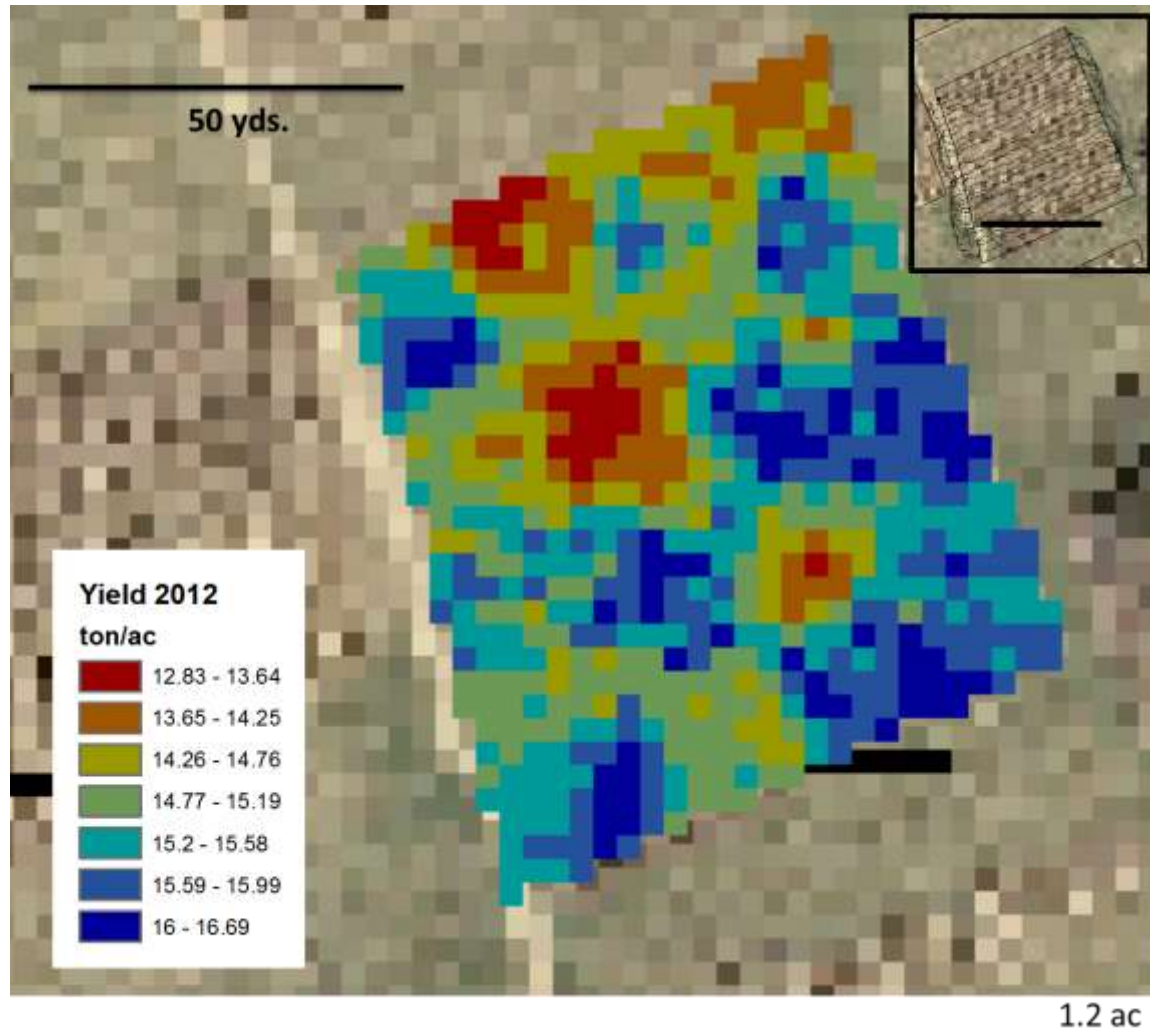 50 yds.
Yield 2012
ton/ac
12.83 - 13.64
13.65 - 14.25
14.26 - 14.76
14.77 - 15.19
15.2 - 15.58
15.59 - 15.99
16 - 16.69
1.2 ac